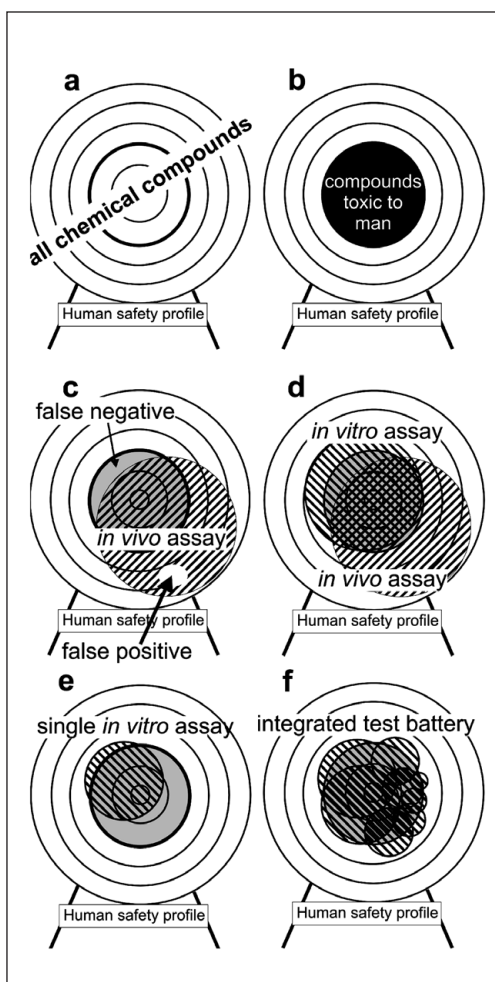 a
all chemical compounds
Human safety profile
b
compounds
toxic to
man
Human safety profile
c
false negative
in vivo assay
false positive
Human safety profile
d
in vitro assay
in vivo assay
Human safety profile
e
single in vitro assay
Human safety profile
f
integrated test battery
Human safety profile